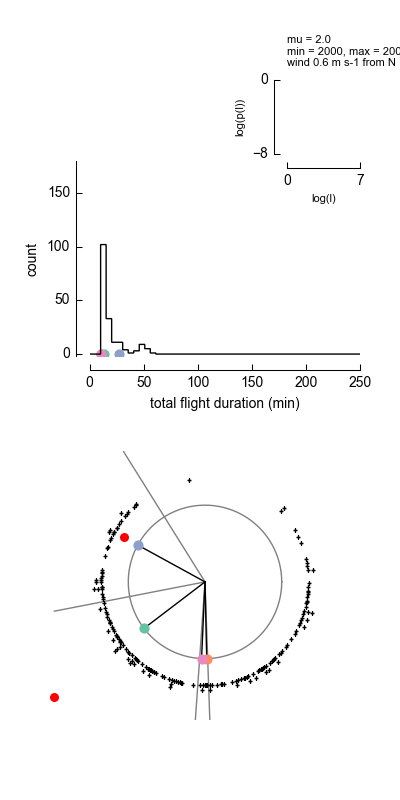 mu = 2.0
min = 2000, max = 200
wind 0.6 m s-1 from N
0
log(p(l))
−8
0
7
log(l)
150
100
50
0
count
0
50
100
150
200
250
total flight duration (min)